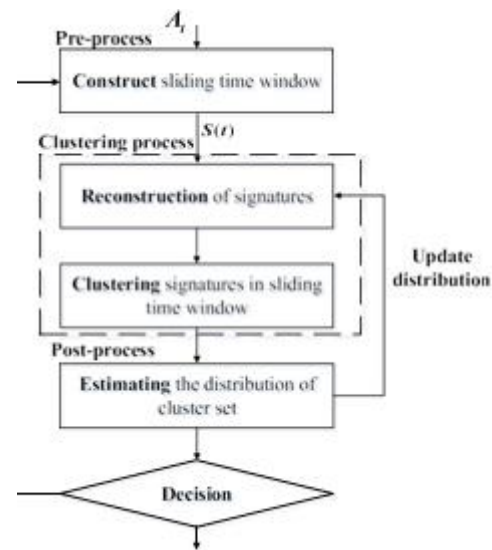 A_t
Pre-process
Construct sliding time window
S(t)
Clustering process
Reconstruction of signatures
Update
distribution
Clustering signatures in sliding
time window
Post-process
Estimating the distribution of
cluster set
Decision